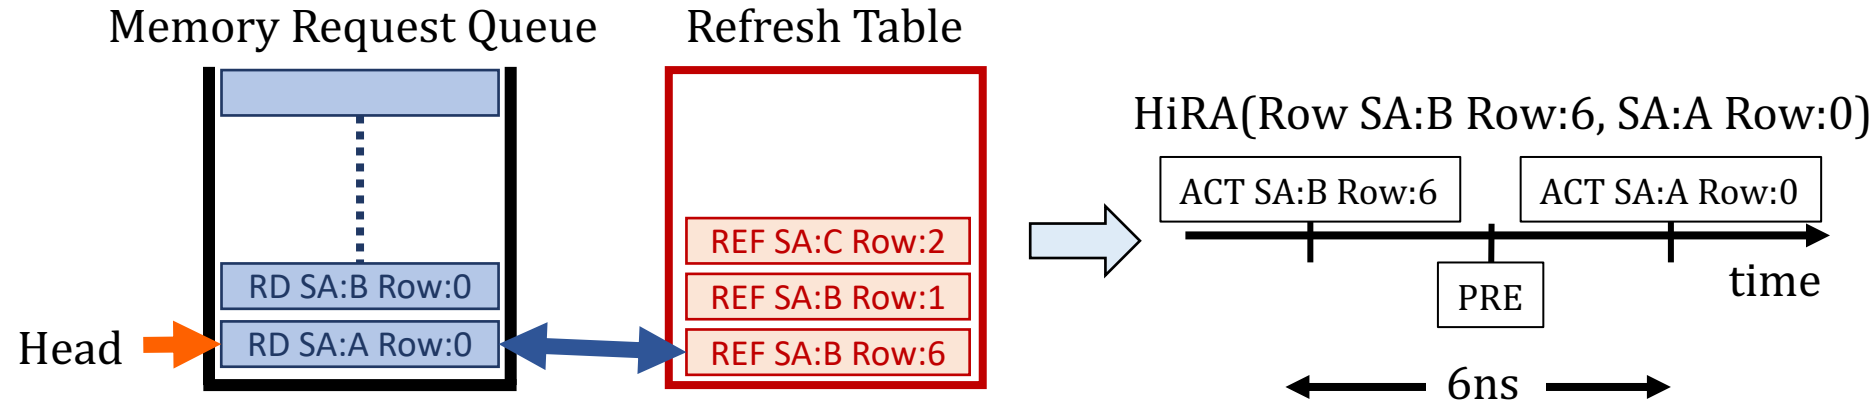 Memory Request Queue
Refresh Table
HiRA(Row SA:B Row:6, SA:A Row:0)
ACT SA:B Row:6
ACT SA:A Row:0
REF SA:C Row:2
RD SA:B Row:0
REF SA:B Row:1
PRE
time
Head
RD SA:A Row:0
REF SA:B Row:6
6ns